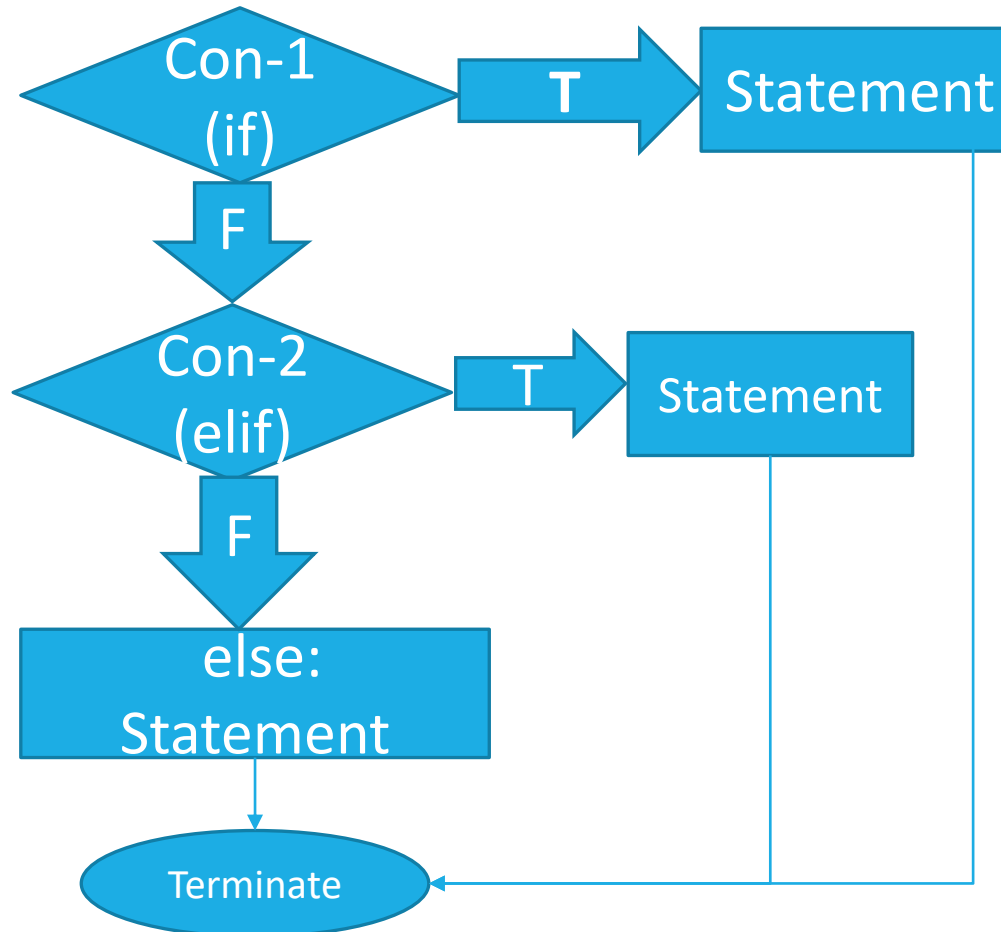 Con-1
(if)
T
Statement
F
Con-2
(elif)
T
Statement
F
else:
Statement
Terminate